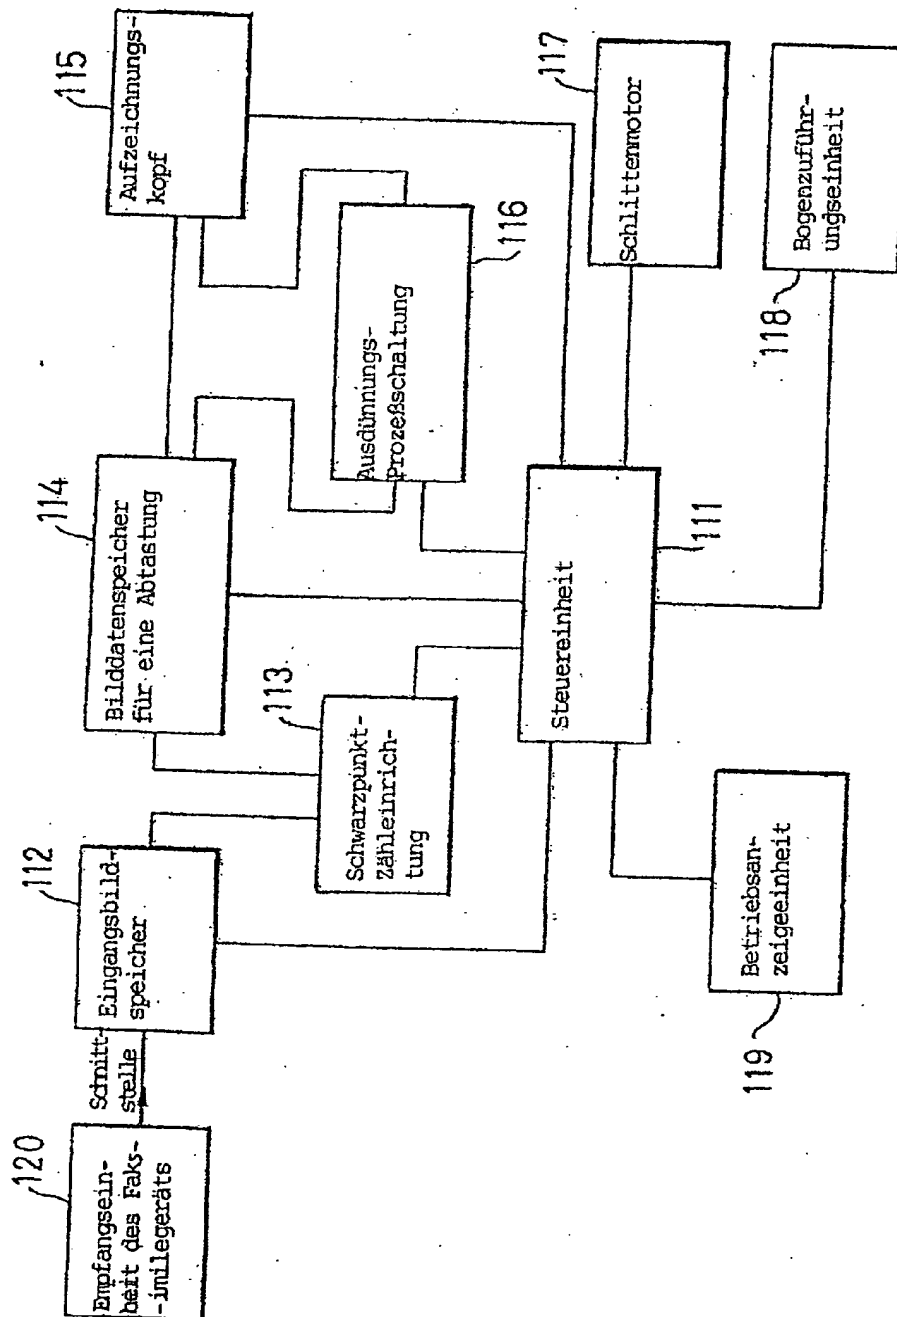 120
Empfangsein-
heit des Faks-
-imilegeräts
Schnitt-
stelle
112
Eingangsbild-
speicher
113
Schwarzpunkt-
Zähleinrich-
tung
114
Bilddatenspeicher
für eine Abtastung
115
Aufzeichnungs-
kopf
116
Ausdünnungs-
Prozeßschaltung
111
Steuereinheit
117
Schlittenmotor
118
Bogenzuführ-
ungseinheit
119
Betriebsan-
zeigeeinheit